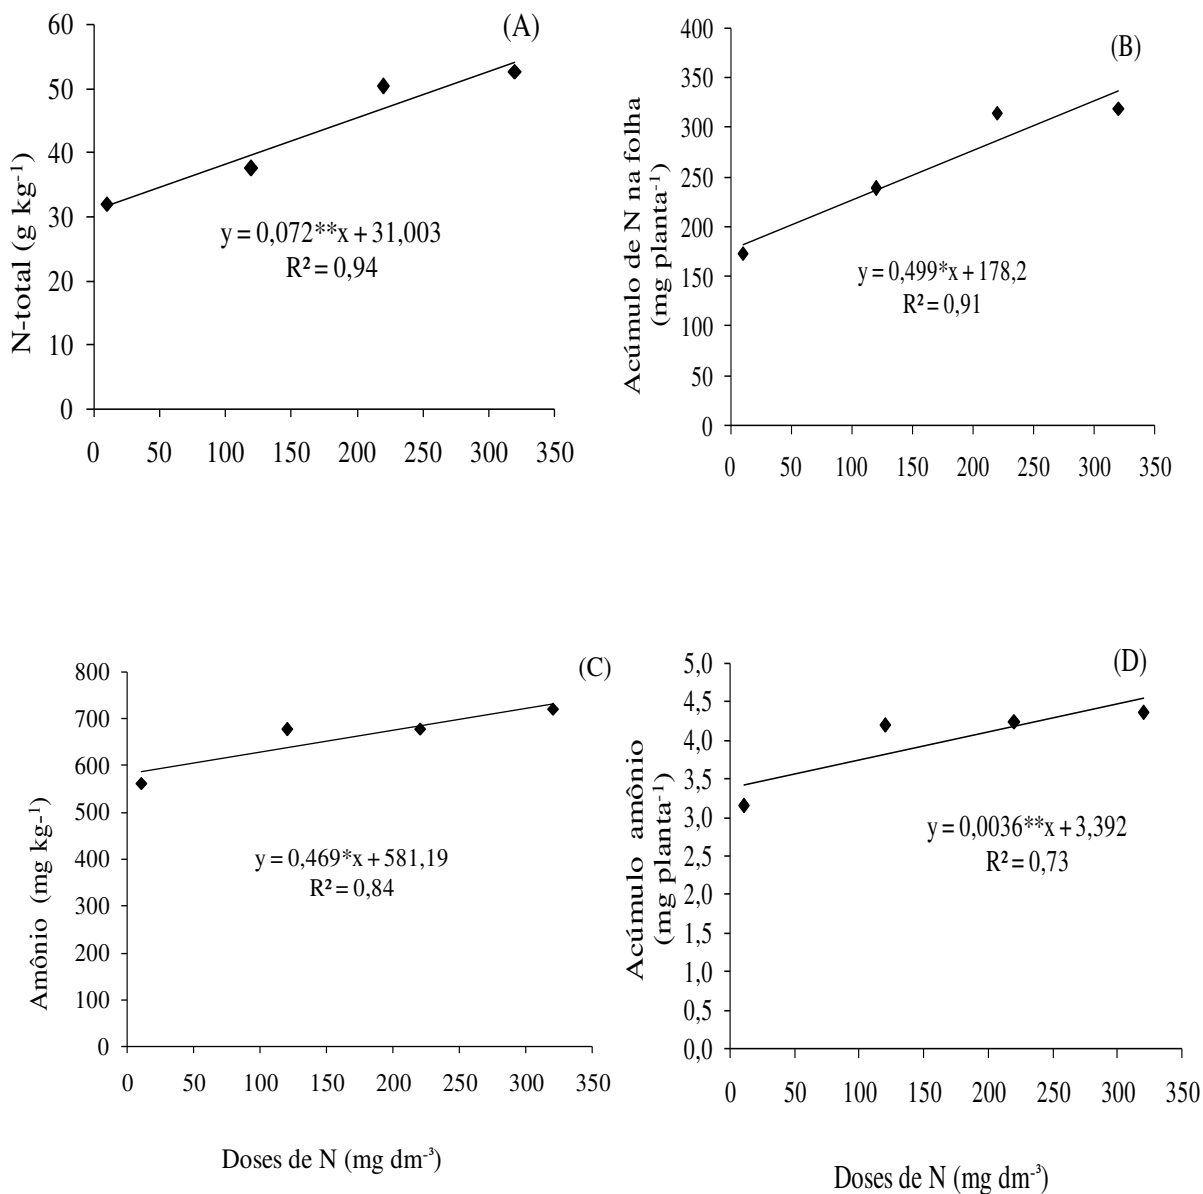 (A)
N-total (g kg⁻¹)
60
50
40
30
20
10
0
y = 0,072**x + 31,003
R² = 0,94
0 50 100 150 200 250 300 350
(B)
Acúmulo de N na folha
(mg planta⁻¹)
400
350
300
250
200
150
100
50
0
y = 0,499*x + 178,2
R² = 0,91
0 50 100 150 200 250 300 350
(C)
Amônio (mg kg⁻¹)
800
700
600
500
400
300
200
100
0
y = 0,469*x + 581,19
R² = 0,84
0 50 100 150 200 250 300 350
Doses de N (mg dm⁻³)
(D)
Acúmulo amônio
(mg planta⁻¹)
5,0
4,5
4,0
3,5
3,0
2,5
2,0
1,5
1,0
0,5
0,0
y = 0,0036**x + 3,392
R² = 0,73
0 50 100 150 200 250 300 350
Doses de N (mg dm⁻³)